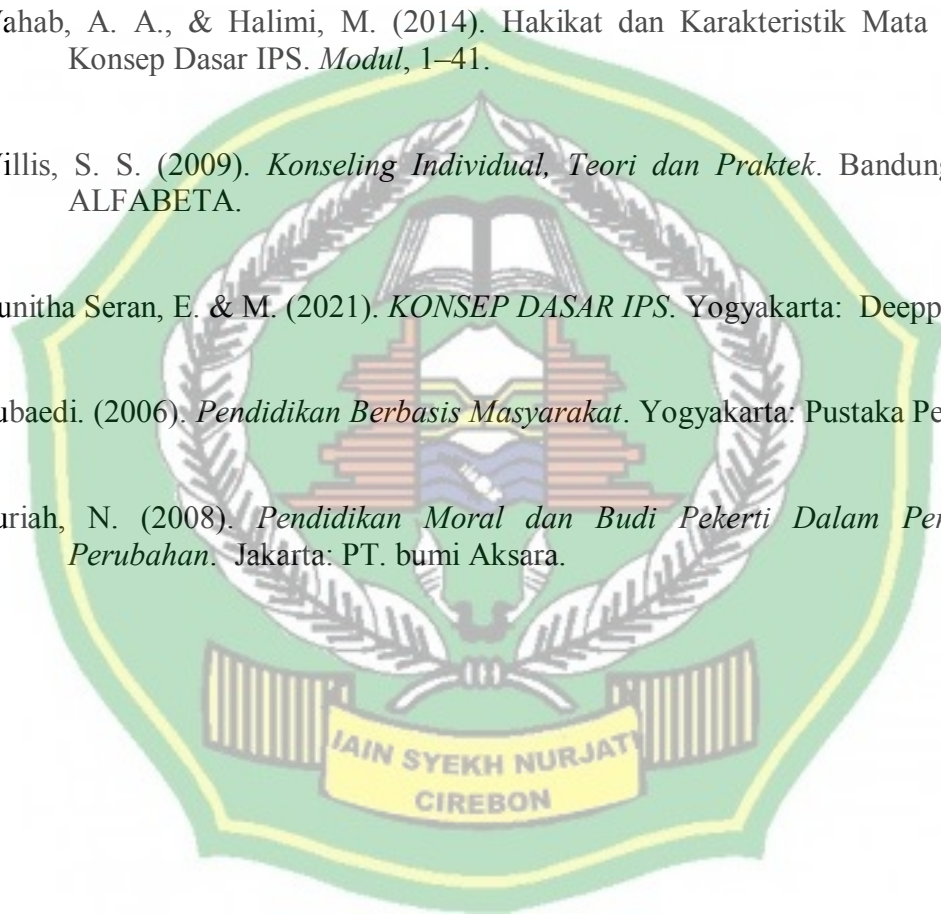 ahab, A. A., & Halimi, M. (2014). Hakikat dan Karakteristik Mata
Konsep Dasar IPS. Modul, 1–41.
illis, S. S. (2009). Konseling Individual, Teori dan Praktek. Bandung
ALFABETA.
unitha Seran, E. & M. (2021). KONSEP DASAR IPS. Yogyakarta: Deepp
ubaedi. (2006). Pendidikan Berbasis Masyarakat. Yogyakarta: Pustaka Pe
uriah, N. (2008). Pendidikan Moral dan Budi Pekerti Dalam Per
Perubahan. Jakarta: PT. bumi Aksara.
IAIN SYEKH NURJATI
CIREBON